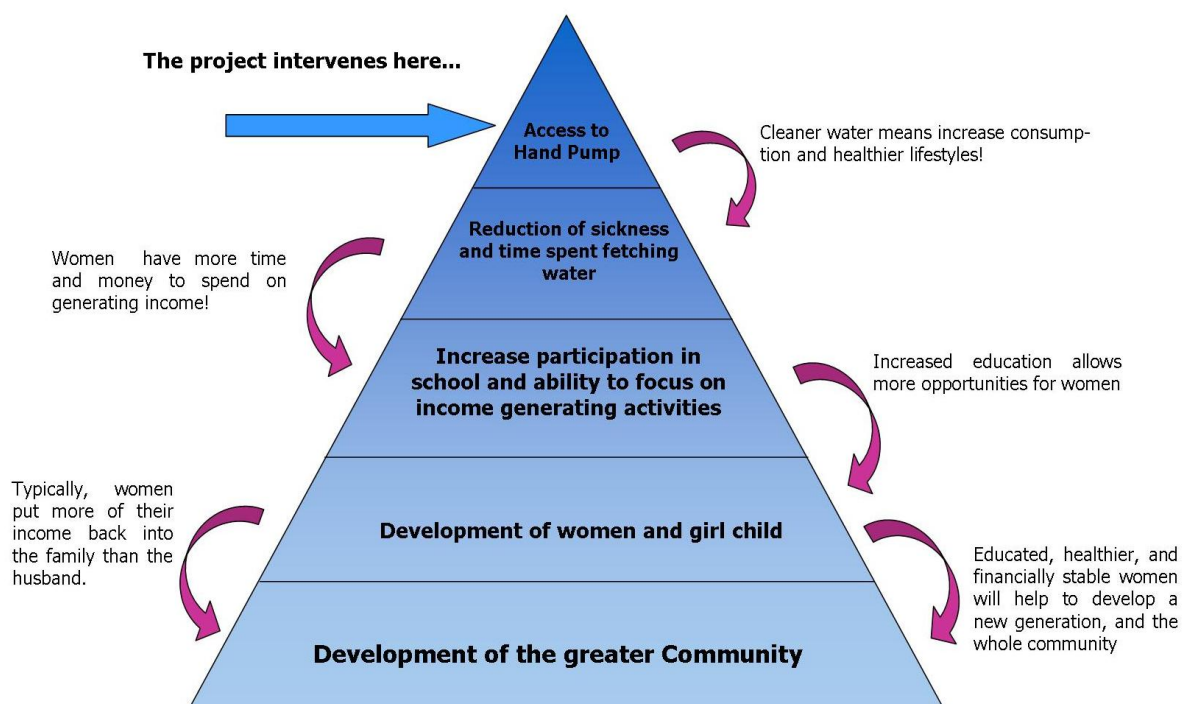 The project intervenes here...
Access to
Hand Pump
Cleaner water means increase consump-
tion and healthier lifestyles!
Reduction of sickness
and time spent fetching
water
Women have more time
and money to spend on
generating income!
Increase participation in
school and ability to focus on
income generating activities
Increased education allows
more opportunities for women
Typically, women
put more of their
income back into
the family than the
husband.
Development of women and girl child
Educated, healthier, and
financially stable women
will help to develop a
new generation, and the
whole community
Development of the greater Community